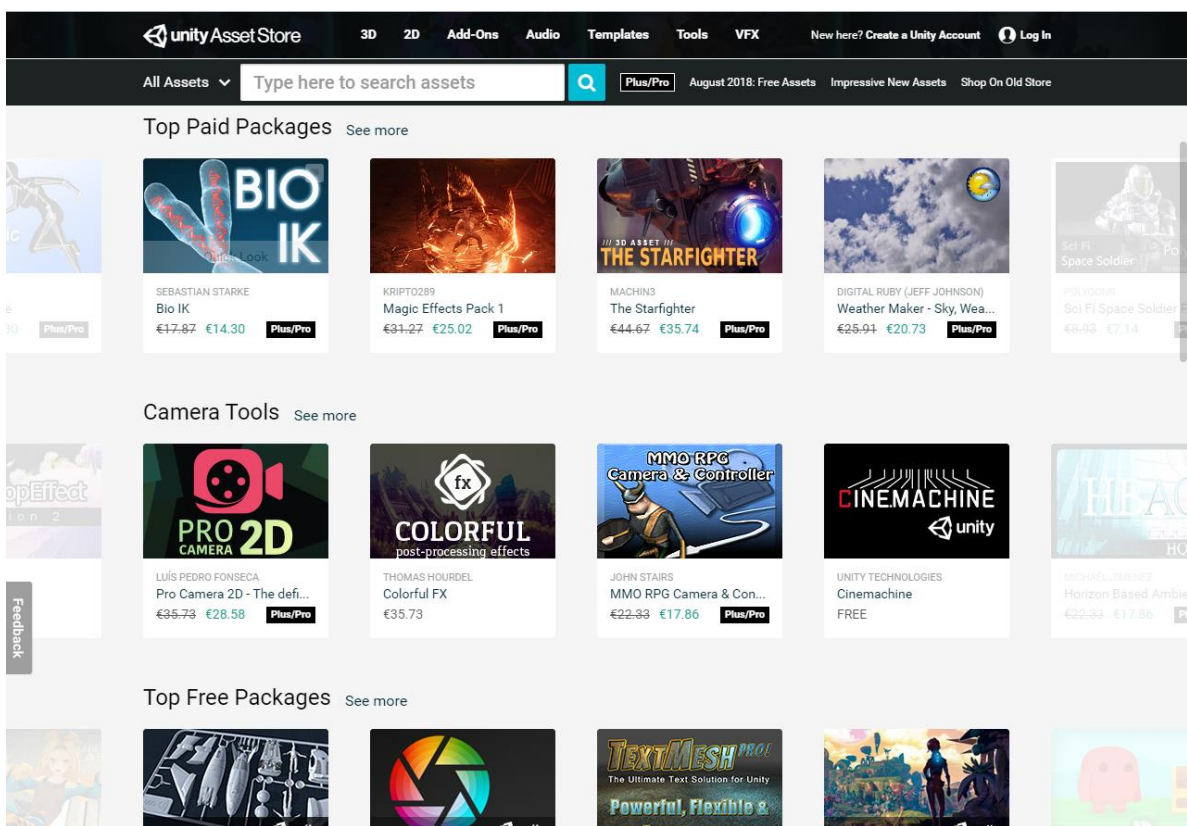 unity Asset Store
3D 2D Add-Ons Audio Templates Tools VFX
New here? Create a Unity Account Log In
All Assets Type here to search assets Plus/Pro August 2018: Free Assets Impressive New Assets Shop On Old Store
Top Paid Packages See more
BIO
IK
Quick Look
/// 3D ASSET ///
THE STARFIGHTER
Sci Fi
Space Soldier
SEBASTIAN STARKE
Bio IK
€17.87 €14.30 Plus/Pro
KRIPTO289
Magic Effects Pack 1
€31.27 €25.02 Plus/Pro
MACHIN3
The Starfighter
€44.67 €35.74 Plus/Pro
DIGITAL RUBY (JEFF JOHNSON)
Weather Maker - Sky, Wea...
€25.91 €20.73 Plus/Pro
POLYGONR
Sci Fi Space Soldier
€8.93 €7.14
Plus/Pro
Camera Tools See more
PRO
CAMERA 2D
fx
COLORFUL
post-processing effects
MMO RPG
Camera & Controller
CINEMACHINE
unity
LUÍS PEDRO FONSECA
Pro Camera 2D - The defi...
€35.73 €28.58 Plus/Pro
THOMAS HOURDEL
Colorful FX
€35.73
JOHN STAIRS
MMO RPG Camera & Con...
€22.33 €17.86 Plus/Pro
UNITY TECHNOLOGIES
Cinemachine
FREE
MICHAËL JIMENEZ
Horizon Based Ambie
€22.33 €17.86
Feedback
Top Free Packages See more
TEXTMESH PRO
The Ultimate Text Solution for Unity
Powerful, Flexible &